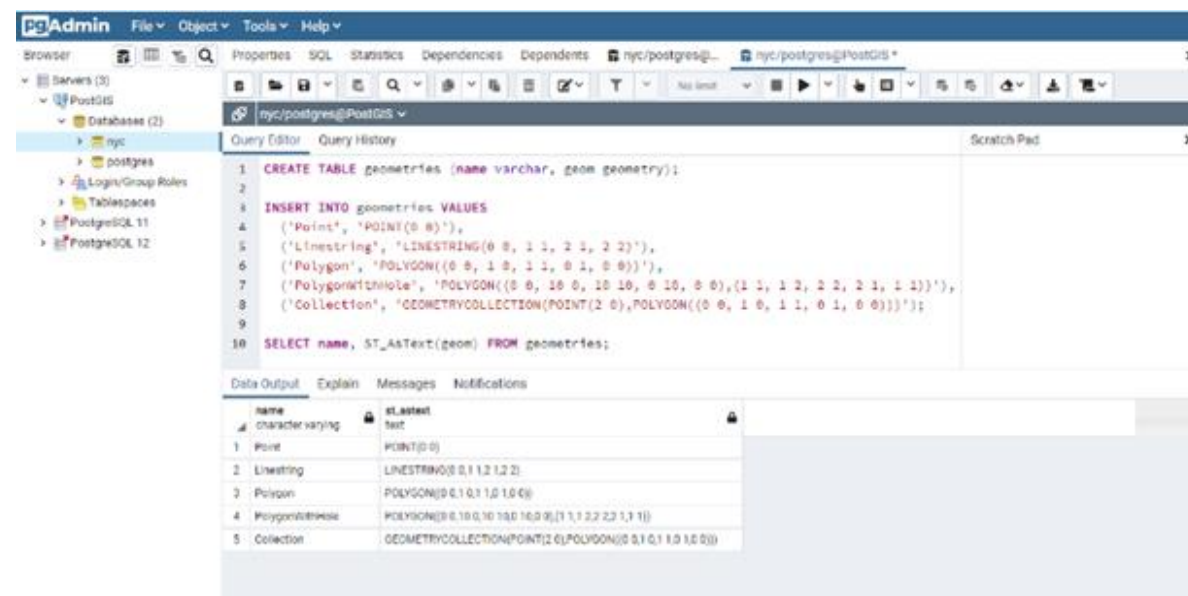 pgAdmin File Object Tools Help
Browser Properties SQL Statistics Dependencies Dependents nyc/postgres@... nyc/postgres@PostGIS *
Servers (3)
PostGIS
Databases (2)
nyc
postgres
Login/Group Roles
Tablespaces
PostgreSQL 11
PostgreSQL 12
No limit
nyc/postgres@PostGIS
Query Editor Query History Scratch Pad
1 CREATE TABLE geometries (name varchar, geom geometry);
2
3 INSERT INTO geometries VALUES
4 ('Point', 'POINT(0 0)'),
5 ('Linestring', 'LINESTRING(0 0, 1 1, 2 1, 2 2)'),
6 ('Polygon', 'POLYGON((0 0, 1 0, 1 1, 0 1, 0 0))'),
7 ('PolygonWithHole', 'POLYGON((0 0, 10 0, 10 10, 0 10, 0 0),(1 1, 1 2, 2 2, 2 1, 1 1))'),
8 ('Collection', 'GEOMETRYCOLLECTION(POINT(2 0),POLYGON((0 0, 1 0, 1 1, 0 1, 0 0)))');
9
10 SELECT name, ST_AsText(geom) FROM geometries;
Data Output Explain Messages Notifications
name st_astext
character varying text
1 Point POINT(0 0)
2 Linestring LINESTRING(0 0,1 1,2 1,2 2)
3 Polygon POLYGON((0 0,1 0,1 1,0 1,0 0))
4 PolygonWithHole POLYGON((0 0,10 0,10 10,0 10,0 0),(1 1,1 2,2 2,2 1,1 1))
5 Collection GEOMETRYCOLLECTION(POINT(2 0),POLYGON((0 0,1 0,1 1,0 1,0 0)))